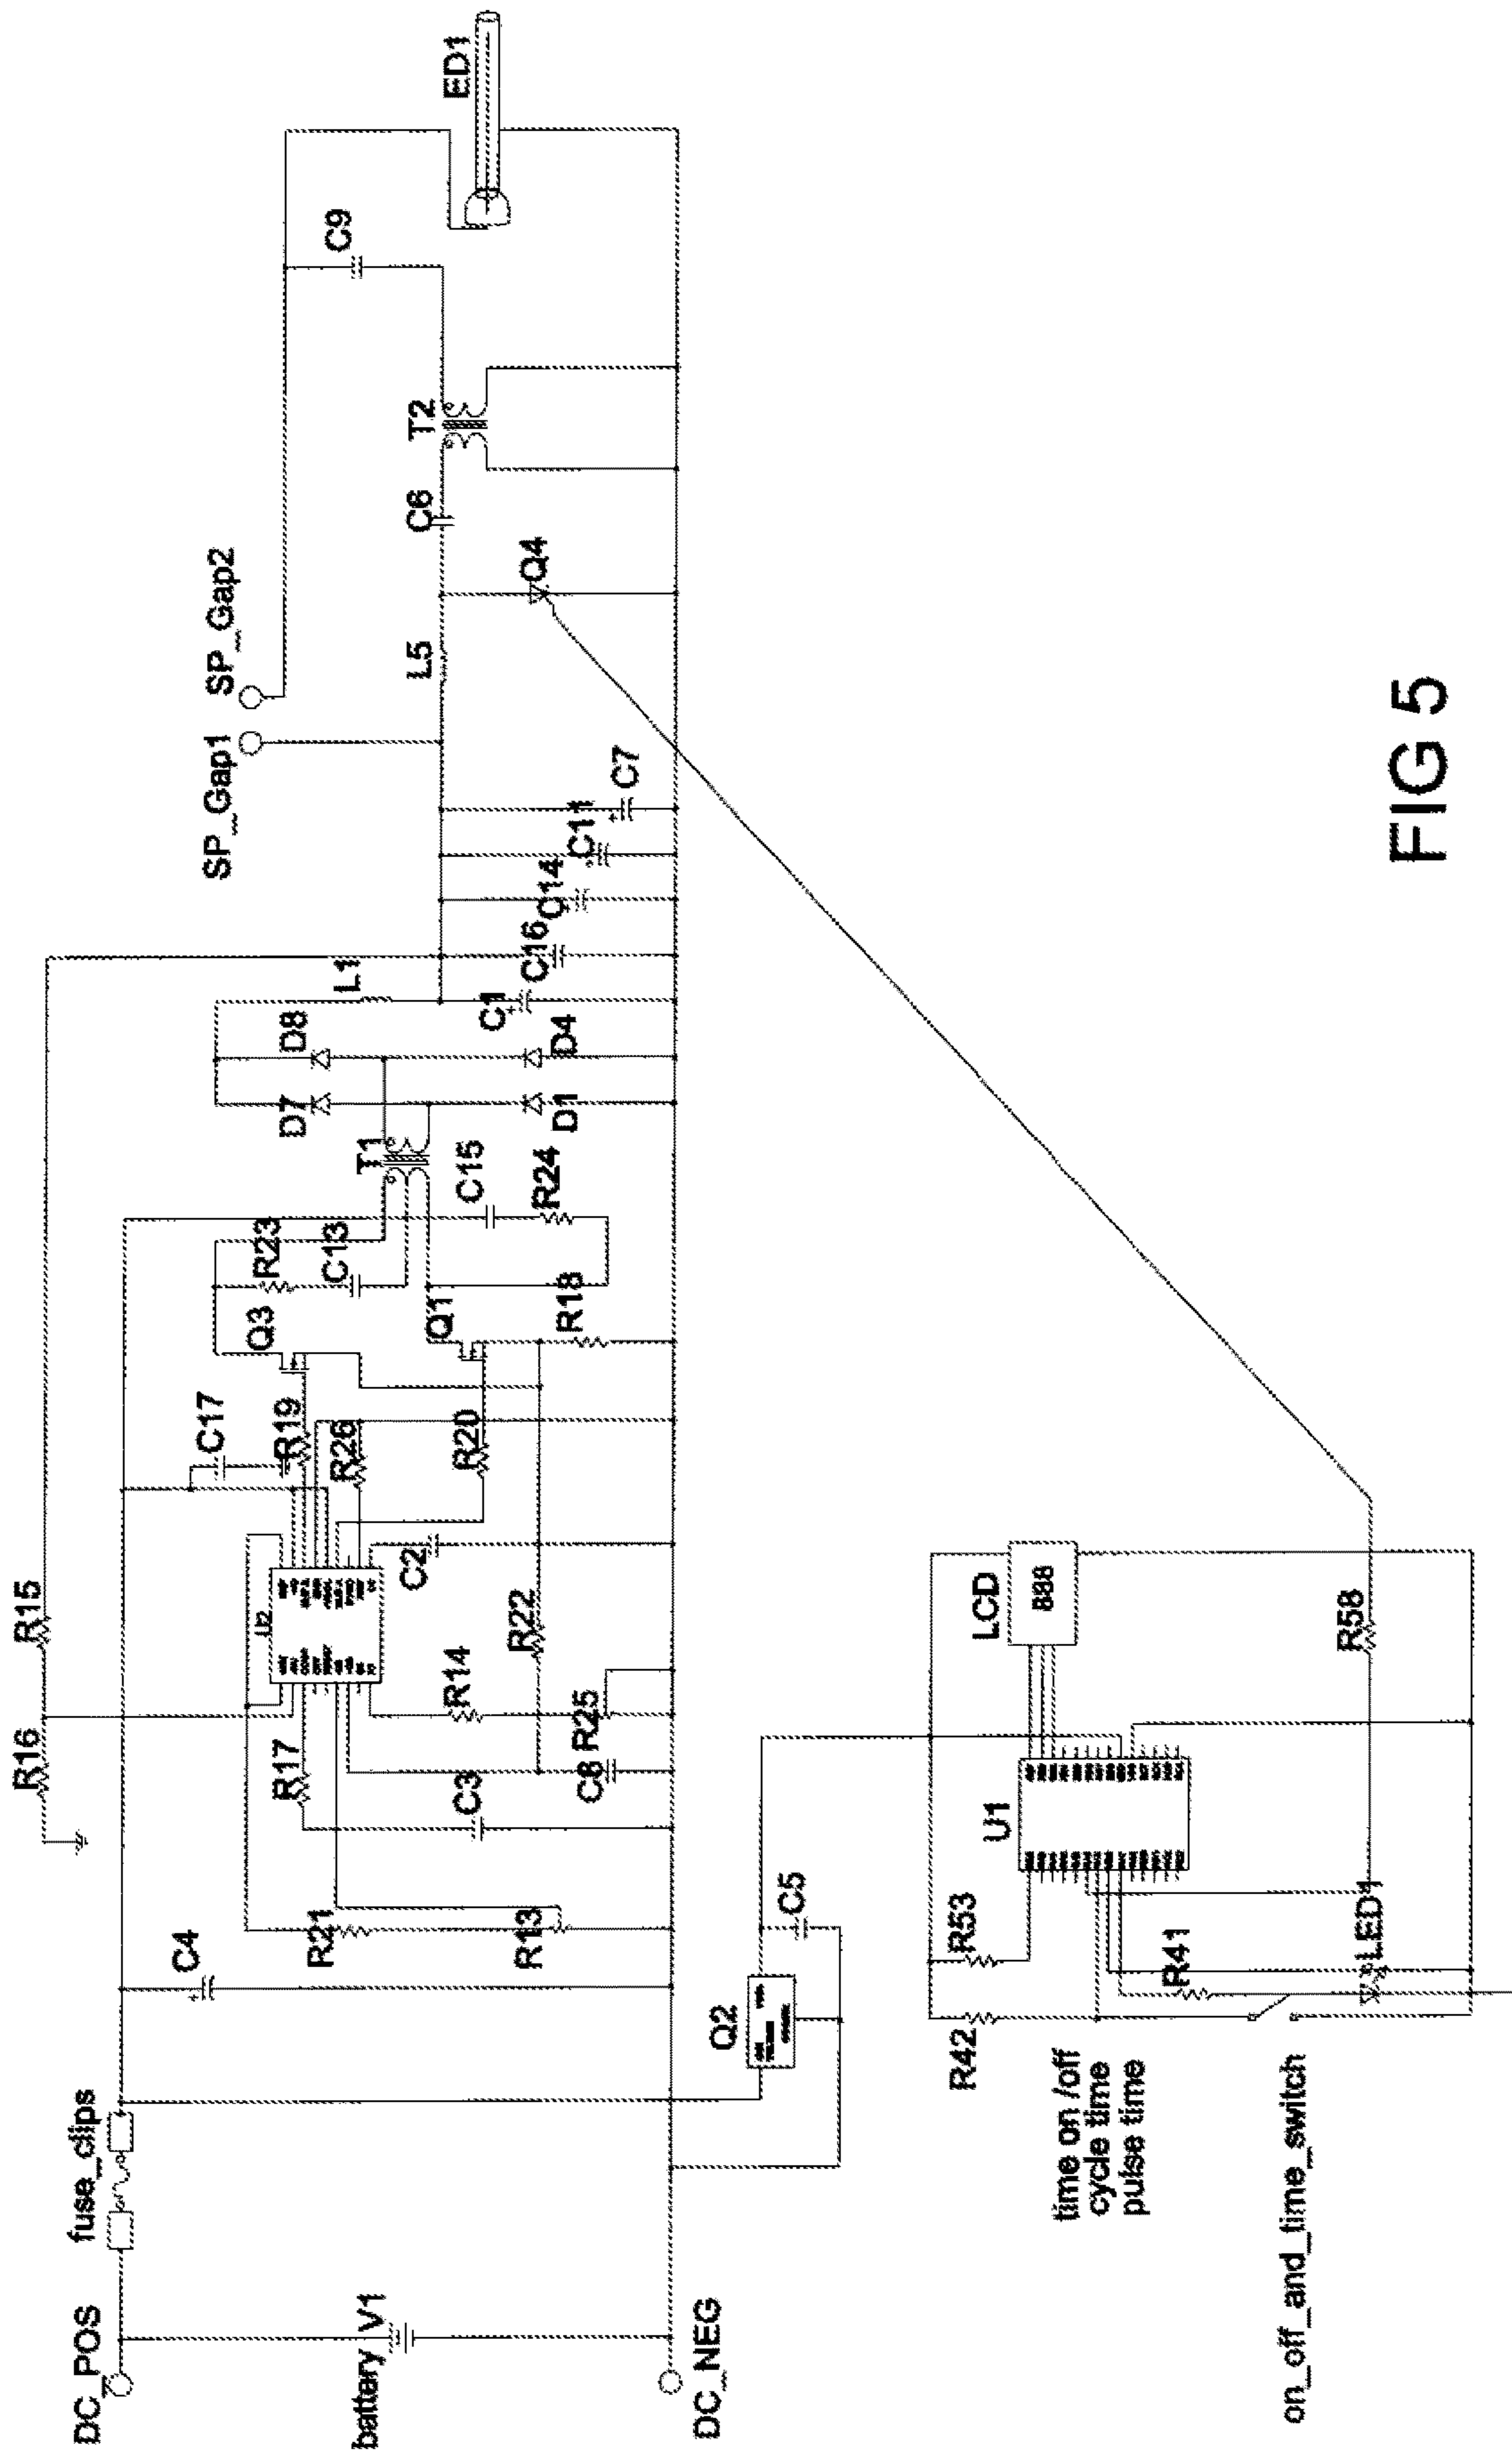 DC_POS
fuse_clips
battery_V1
DC_NEG
C4
R16
R15
R21
R13
R17
C3
C8
R14
R25
R22
U2
C2
C17
R19
R26
R20
Q3
Q1
R18
R23
C13
C15
R24
T1
D7
D8
D1
D4
L1
C1
C16
C14
C11
C7
SP_Gap1
SP_Gap2
L5
Q4
C6
T2
C9
ED1
Q2
C5
R42
R53
U1
LCD
888
R41
LED1
R58
time on /off
cycle time
pulse time
on_off_and_time_switch
FIG 5